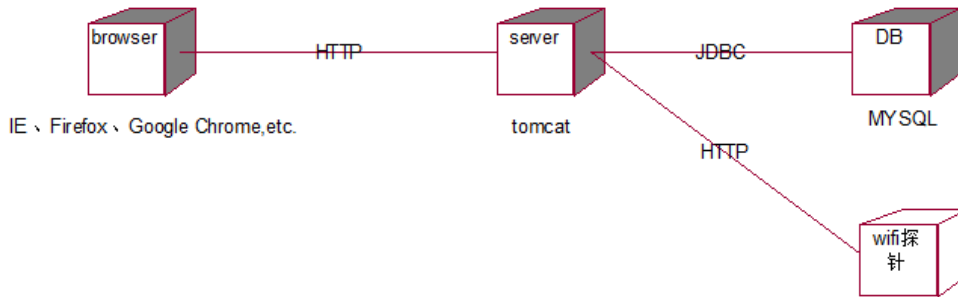 browser
HTTP
server
JDBC
DB
IE、Firefox、Google Chrome,etc.
tomcat
MYSQL
HTTP
wifi探
针